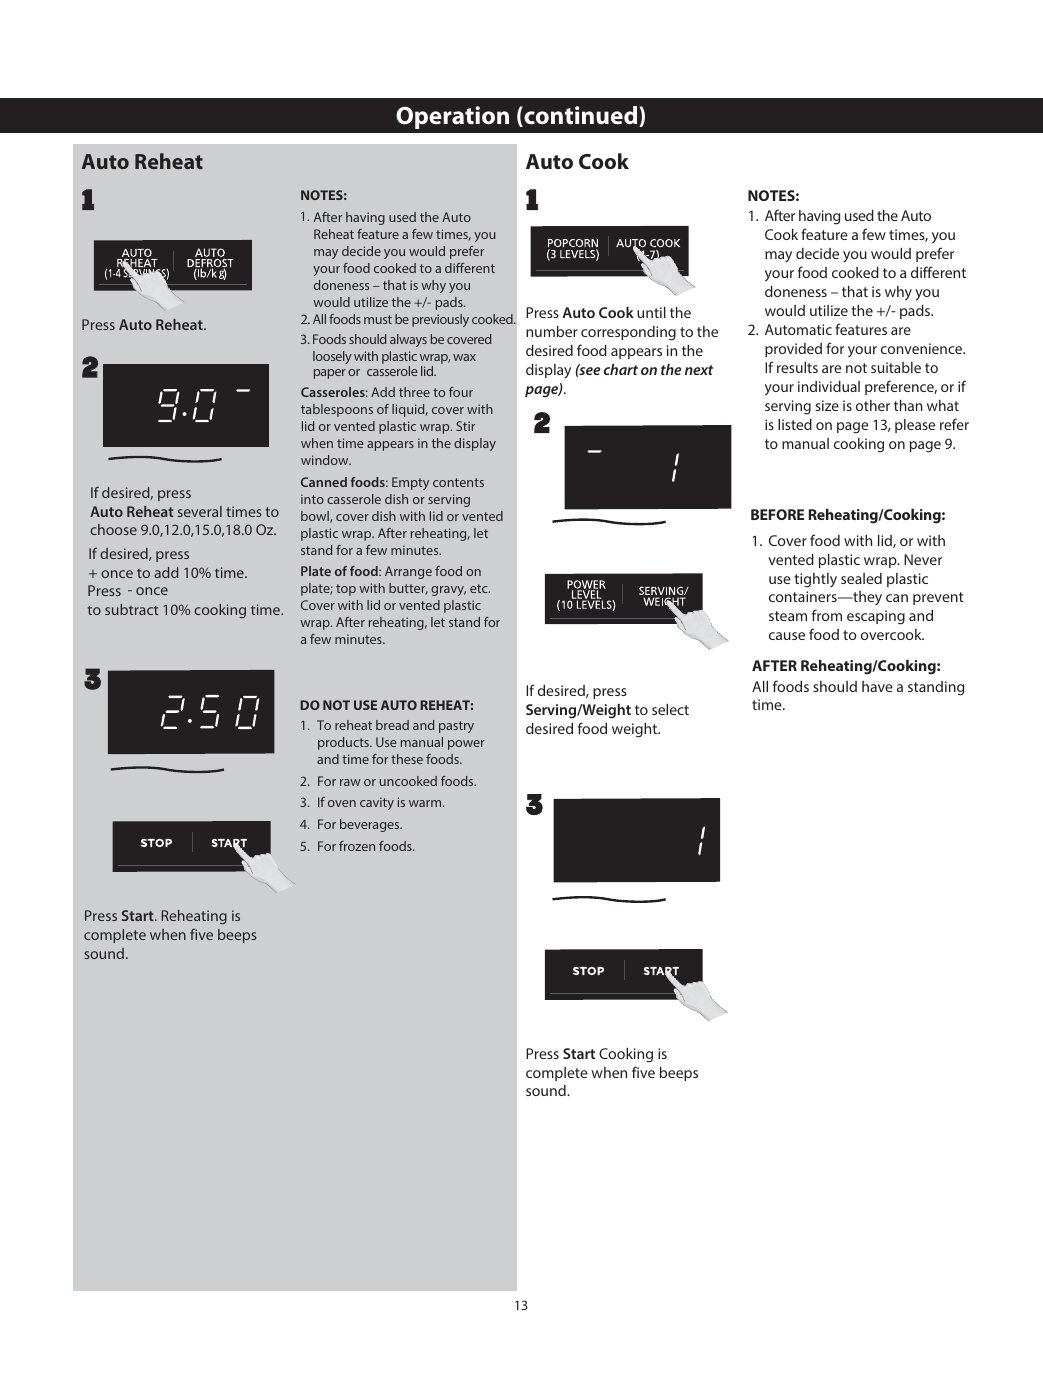 Operation (continued)
Auto Reheat
1
AUTO
REHEAT
(1-4 SERVINGS)
AUTO
DEFROST
(lb/kg)
Press Auto Reheat.
2
9.0 –
If desired, press
Auto Reheat several times to
choose 9.0,12.0,15.0,18.0 Oz.
If desired, press
+ once to add 10% time.
Press - once
to subtract 10% cooking time.
3
2.50
STOP
START
Press Start. Reheating is
complete when five beeps
sound.
NOTES:
1. After having used the Auto
Reheat feature a few times, you
may decide you would prefer
your food cooked to a different
doneness – that is why you
would utilize the +/- pads.
2. All foods must be previously cooked.
3. Foods should always be covered
loosely with plastic wrap, wax
paper or casserole lid.
Casseroles: Add three to four
tablespoons of liquid, cover with
lid or vented plastic wrap. Stir
when time appears in the display
window.
Canned foods: Empty contents
into casserole dish or serving
bowl, cover dish with lid or vented
plastic wrap. After reheating, let
stand for a few minutes.
Plate of food: Arrange food on
plate; top with butter, gravy, etc.
Cover with lid or vented plastic
wrap. After reheating, let stand for
a few minutes.
DO NOT USE AUTO REHEAT:
1. To reheat bread and pastry
products. Use manual power
and time for these foods.
2. For raw or uncooked foods.
3. If oven cavity is warm.
4. For beverages.
5. For frozen foods.
Auto Cook
1
POPCORN
(3 LEVELS)
AUTO COOK
-7)
Press Auto Cook until the
number corresponding to the
desired food appears in the
display (see chart on the next
page).
2
– 1
POWER
LEVEL
(10 LEVELS)
SERVING/
WEIGHT
If desired, press
Serving/Weight to select
desired food weight.
3
1
STOP
START
Press Start Cooking is
complete when five beeps
sound.
NOTES:
1. After having used the Auto
Cook feature a few times, you
may decide you would prefer
your food cooked to a different
doneness – that is why you
would utilize the +/- pads.
2. Automatic features are
provided for your convenience.
If results are not suitable to
your individual preference, or if
serving size is other than what
is listed on page 13, please refer
to manual cooking on page 9.
BEFORE Reheating/Cooking:
1. Cover food with lid, or with
vented plastic wrap. Never
use tightly sealed plastic
containers—they can prevent
steam from escaping and
cause food to overcook.
AFTER Reheating/Cooking:
All foods should have a standing
time.
13